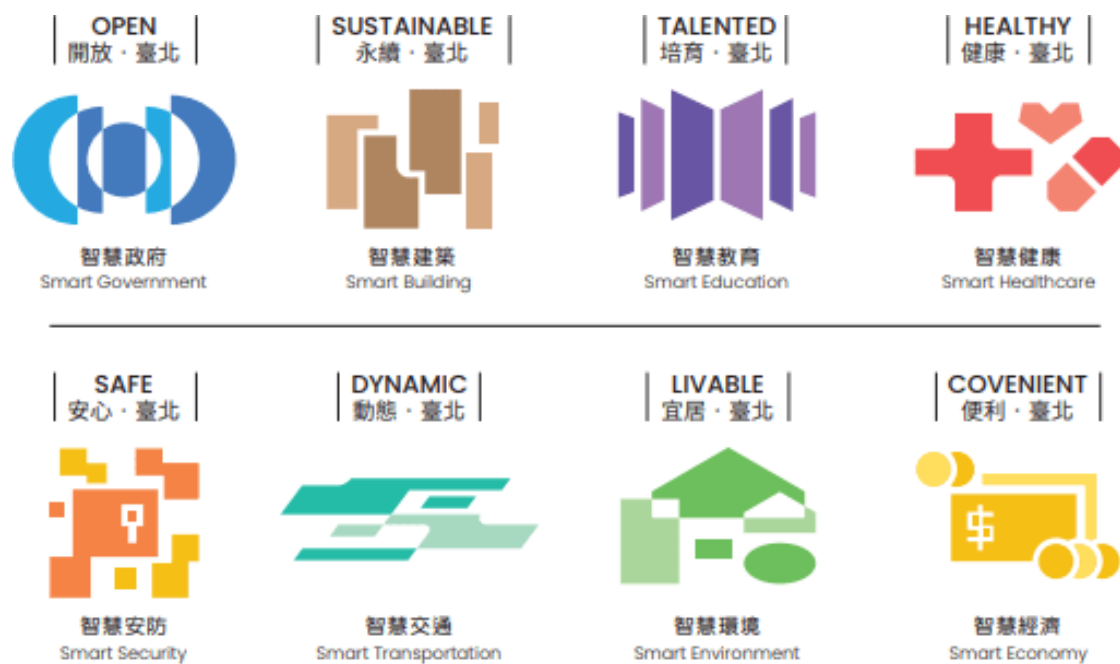 OPEN
開放・臺北
SUSTAINABLE
永續・臺北
TALENTED
培育・臺北
HEALTHY
健康・臺北
智慧政府
Smart Government
智慧建築
Smart Building
智慧教育
Smart Education
智慧健康
Smart Healthcare
SAFE
安心・臺北
DYNAMIC
動態・臺北
LIVABLE
宜居・臺北
COVENIENT
便利・臺北
$
智慧安防
Smart Security
智慧交通
Smart Transportation
智慧環境
Smart Environment
智慧經濟
Smart Economy